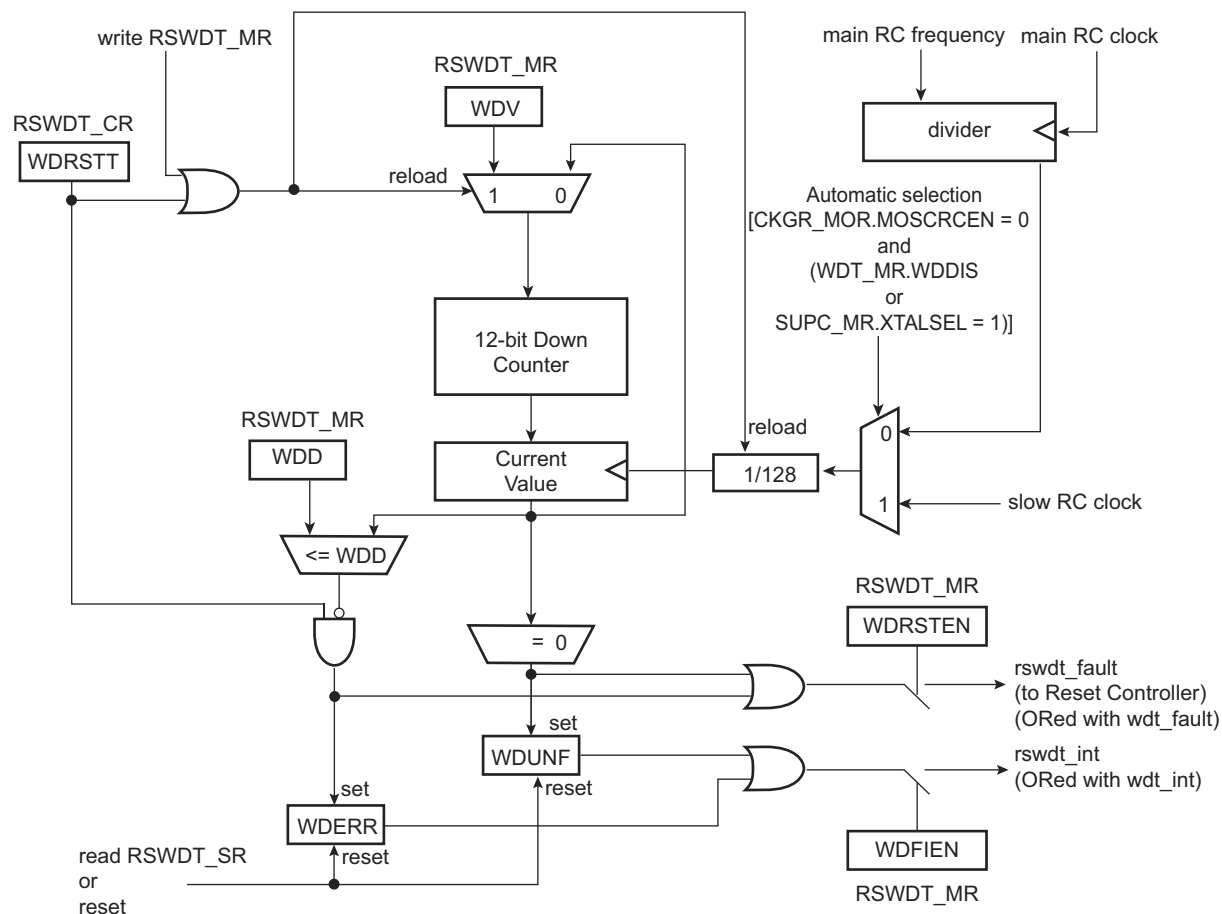 write RSWDT_MR
main RC frequency
main RC clock
RSWDT_MR
WDV
divider
RSWDT_CR
WDRSTT
reload
1 0
Automatic selection
[CKGR_MOR.MOSCRCEN = 0
and
(WDT_MR.WDDIS
or
SUPC_MR.XTALSEL = 1)]
12-bit Down
Counter
RSWDT_MR
WDD
Current
Value
reload
1/128
0
1
slow RC clock
<= WDD
= 0
RSWDT_MR
WDRSTEN
rswdt_fault
(to Reset Controller)
(ORed with wdt_fault)
set
WDUNF
reset
rswdt_int
(ORed with wdt_int)
set
WDERR
reset
WDFIEN
RSWDT_MR
read RSWDT_SR
or
reset